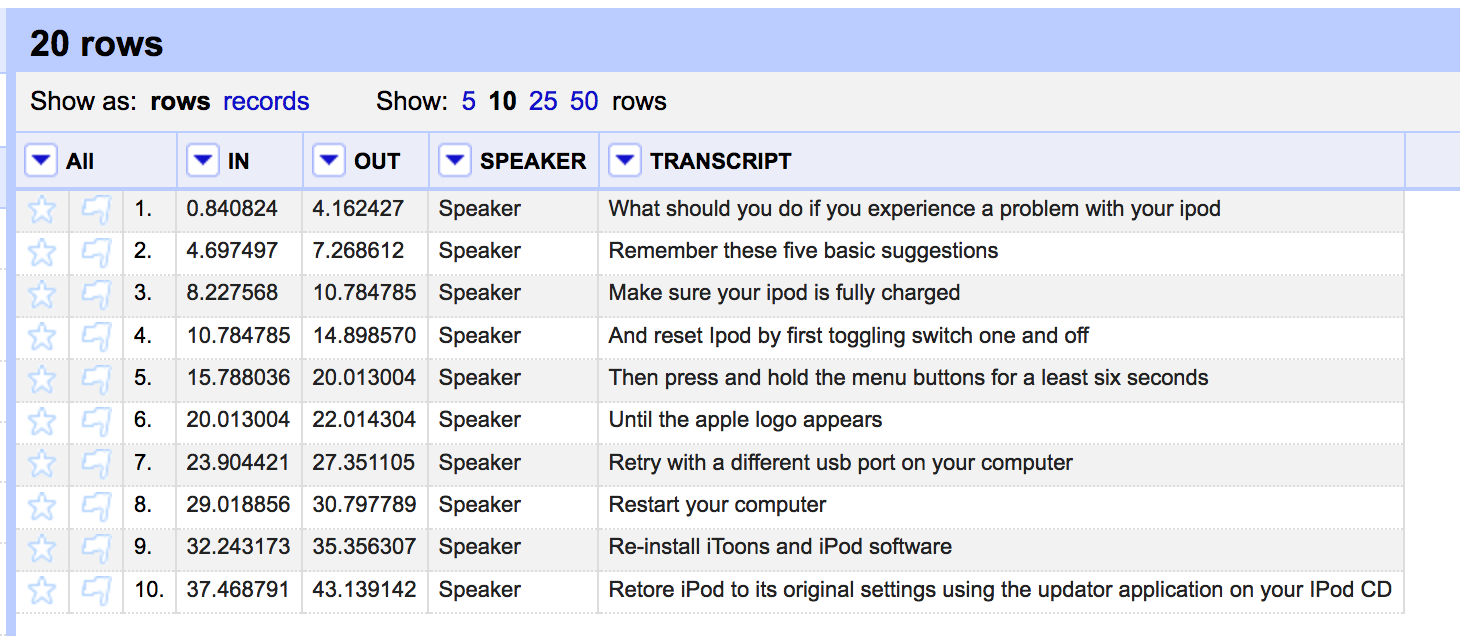 20 rows
Show as: rows records Show: 5 10 25 50 rows
All IN OUT SPEAKER TRANSCRIPT
1. 0.840824 4.162427 Speaker What should you do if you experience a problem with your ipod
2. 4.697497 7.268612 Speaker Remember these five basic suggestions
3. 8.227568 10.784785 Speaker Make sure your ipod is fully charged
4. 10.784785 14.898570 Speaker And reset Ipod by first toggling switch one and off
5. 15.788036 20.013004 Speaker Then press and hold the menu buttons for a least six seconds
6. 20.013004 22.014304 Speaker Until the apple logo appears
7. 23.904421 27.351105 Speaker Retry with a different usb port on your computer
8. 29.018856 30.797789 Speaker Restart your computer
9. 32.243173 35.356307 Speaker Re-install iToons and iPod software
10. 37.468791 43.139142 Speaker Retore iPod to its original settings using the updator application on your IPod CD